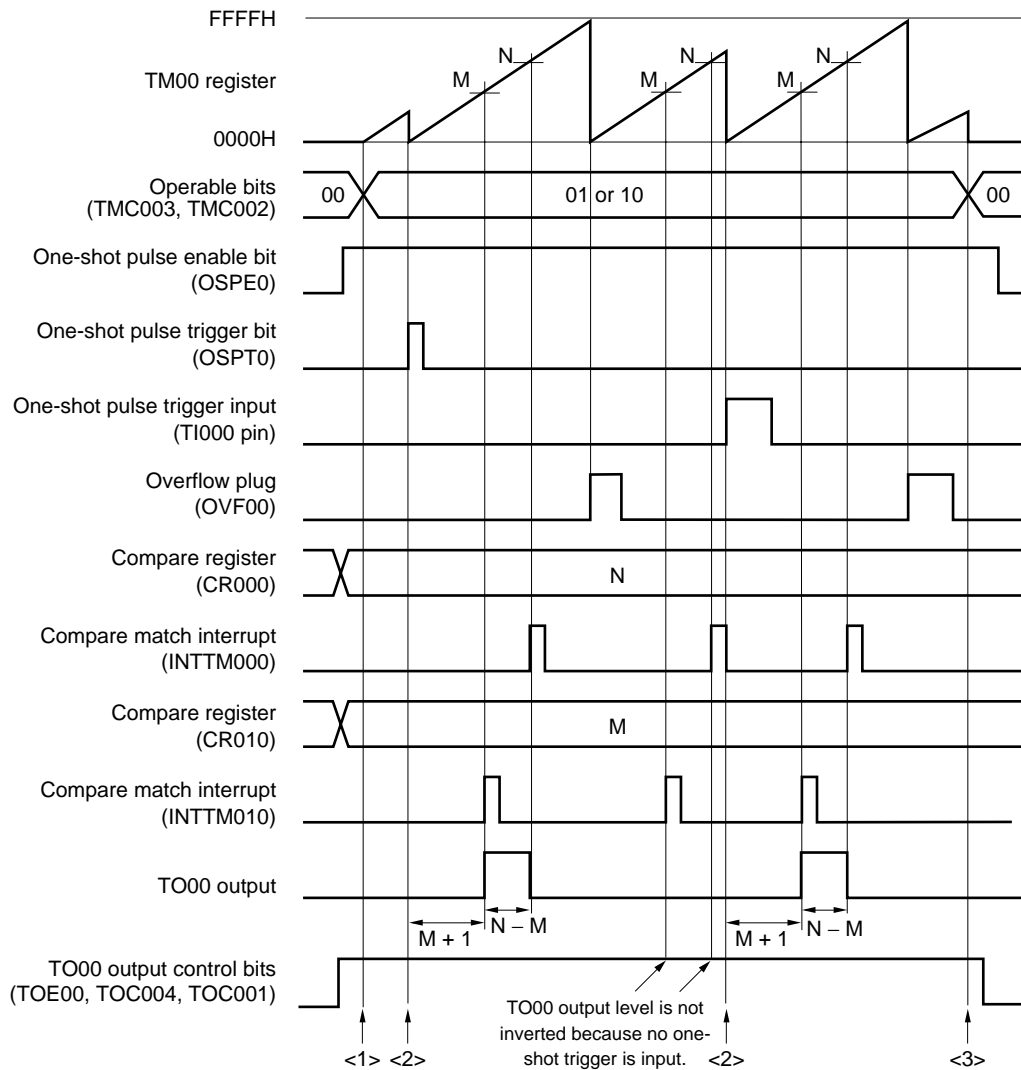 FFFFH
TM00 register
0000H
M
N
M
N
M
N
Operable bits
(TMC003, TMC002)
00
01 or 10
00
One-shot pulse enable bit
(OSPE0)
One-shot pulse trigger bit
(OSPT0)
One-shot pulse trigger input
(TI000 pin)
Overflow plug
(OVF00)
Compare register
(CR000)
N
Compare match interrupt
(INTTM000)
Compare register
(CR010)
M
Compare match interrupt
(INTTM010)
TO00 output
M + 1
N − M
M + 1
N − M
TO00 output control bits
(TOE00, TOC004, TOC001)
TO00 output level is not
inverted because no one-
shot trigger is input.
<1>
<2>
<2>
<3>